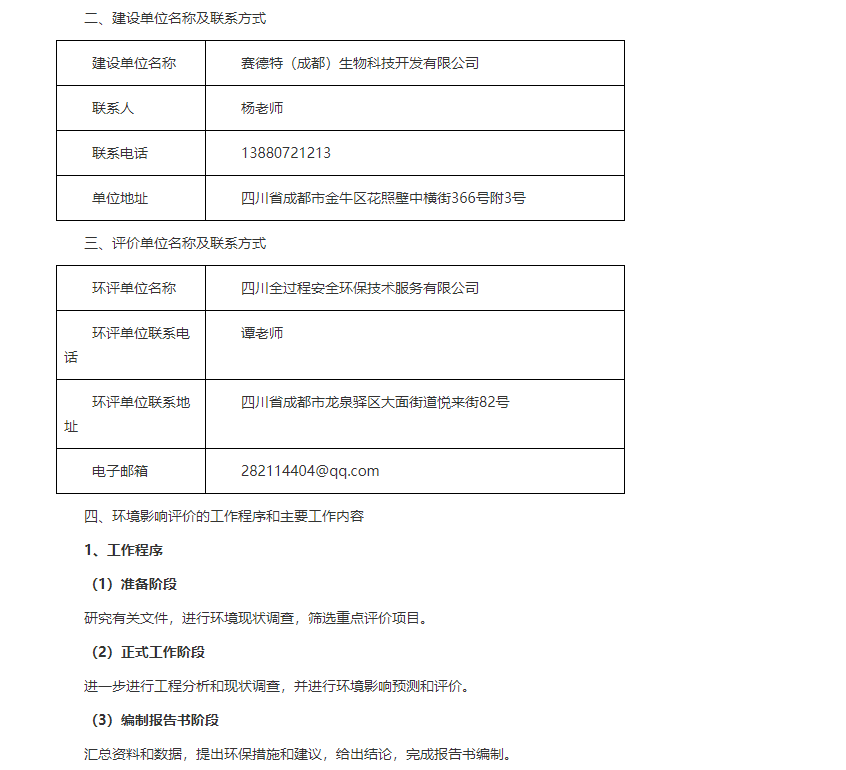 二、建设单位名称及联系方式
建设单位名称 赛德特（成都）生物科技开发有限公司
联系人 杨老师
联系电话 13880721213
单位地址 四川省成都市金牛区花照壁中横街366号附3号
三、评价单位名称及联系方式
环评单位名称 四川全过程安全环保技术服务有限公司
环评单位联系电 谭老师
话
环评单位联系地 四川省成都市龙泉驿区大面街道悦来街82号
址
电子邮箱 282114404@qq.com
四、环境影响评价的工作程序和主要工作内容
1、工作程序
（1）准备阶段
研究有关文件，进行环境现状调查，筛选重点评价项目。
（2）正式工作阶段
进一步进行工程分析和现状调查，并进行环境影响预测和评价。
（3）编制报告书阶段
汇总资料和数据，提出环保措施和建议，给出结论，完成报告书编制。